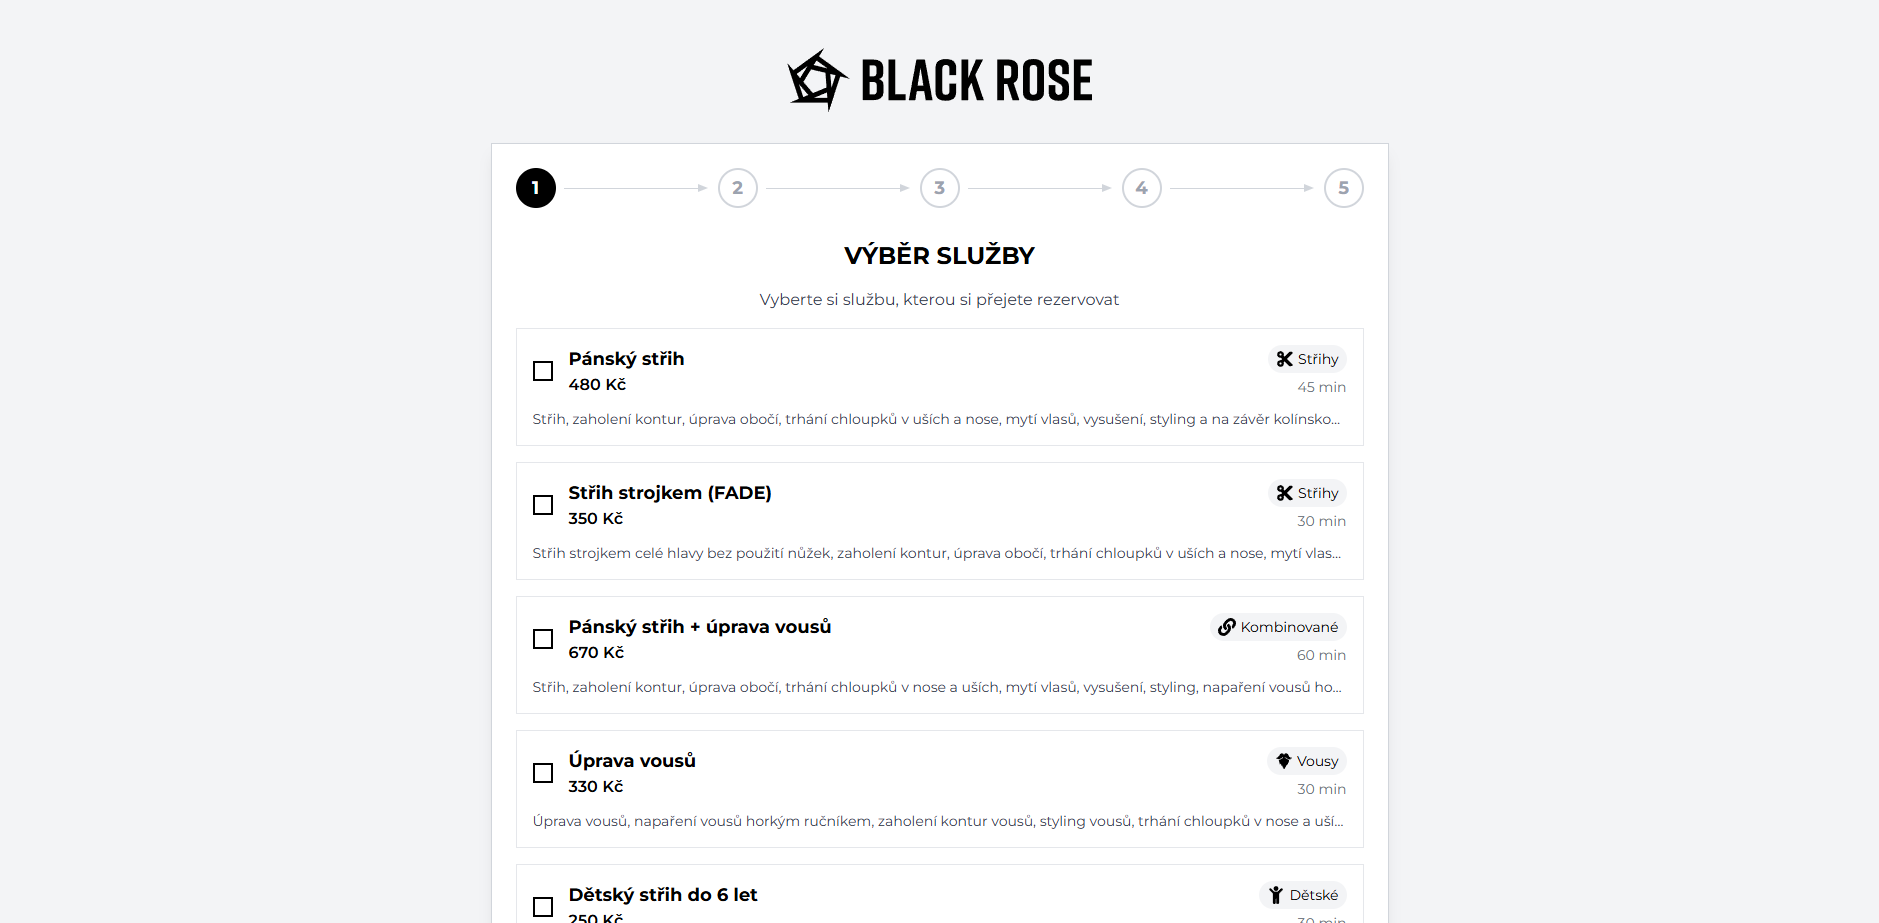 BLACK ROSE
1 2 3 4 5
VÝBĚR SLUŽBY
Vyberte si službu, kterou si přejete rezervovat
Pánský střih
Střihy
480 Kč
45 min
Střih, zaholení kontur, úprava obočí, trhání chloupků v uších a nose, mytí vlasů, vysušení, styling a na závěr kolínsko...
Střih strojkem (FADE)
Střihy
350 Kč
30 min
Střih strojkem celé hlavy bez použití nůžek, zaholení kontur, úprava obočí, trhání chloupků v uších a nose, mytí vlas...
Pánský střih + úprava vousů
Kombinované
670 Kč
60 min
Střih, zaholení kontur, úprava obočí, trhání chloupků v nose a uších, mytí vlasů, vysušení, styling, napaření vousů ho...
Úprava vousů
Vousy
330 Kč
30 min
Úprava vousů, napaření vousů horkým ručníkem, zaholení kontur vousů, styling vousů, trhání chloupků v nose a uší...
Dětský střih do 6 let
Dětské
250 Kč
30 min